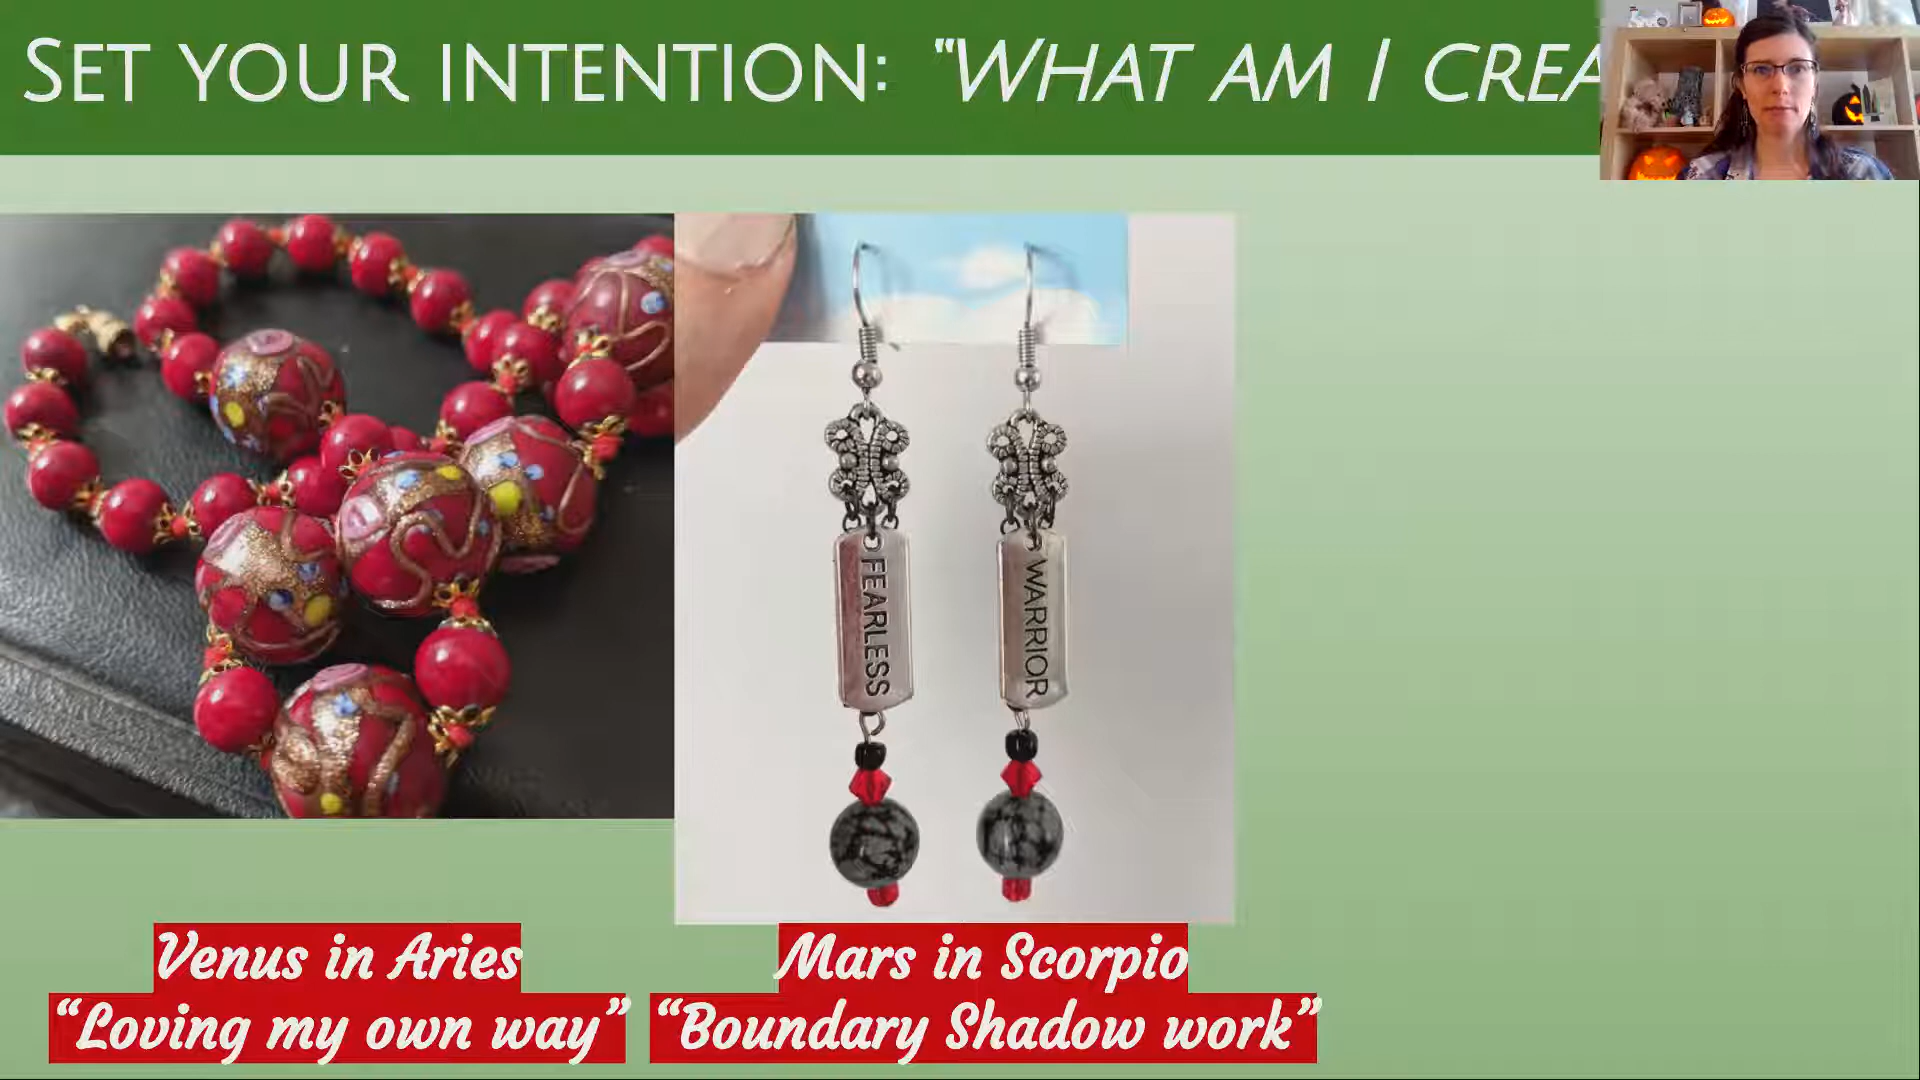 SET YOUR INTENTION: "WHAT AM I CREA
FEARLESS
WARRIOR
Venus in Aries
"Loving my own way"
Mars in Scorpio
"Boundary Shadow work"